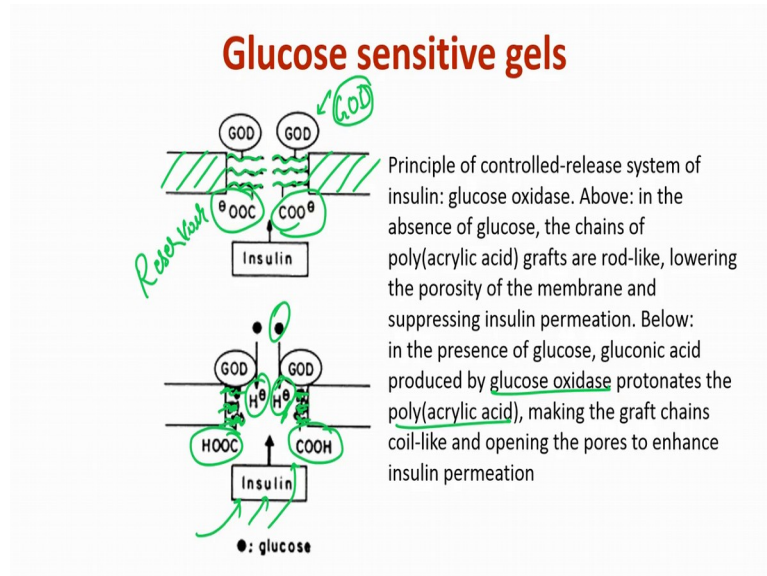 Glucose sensitive gels
GOD GOD GOD
⊖OOC COO⊖
Reservoir
Insulin
GOD GOD
H⊖ H⊖
HOOC COOH
Insulin
●: glucose
Principle of controlled-release system of
insulin: glucose oxidase. Above: in the
absence of glucose, the chains of
poly(acrylic acid) grafts are rod-like, lowering
the porosity of the membrane and
suppressing insulin permeation. Below:
in the presence of glucose, gluconic acid
produced by glucose oxidase protonates the
poly(acrylic acid), making the graft chains
coil-like and opening the pores to enhance
insulin permeation